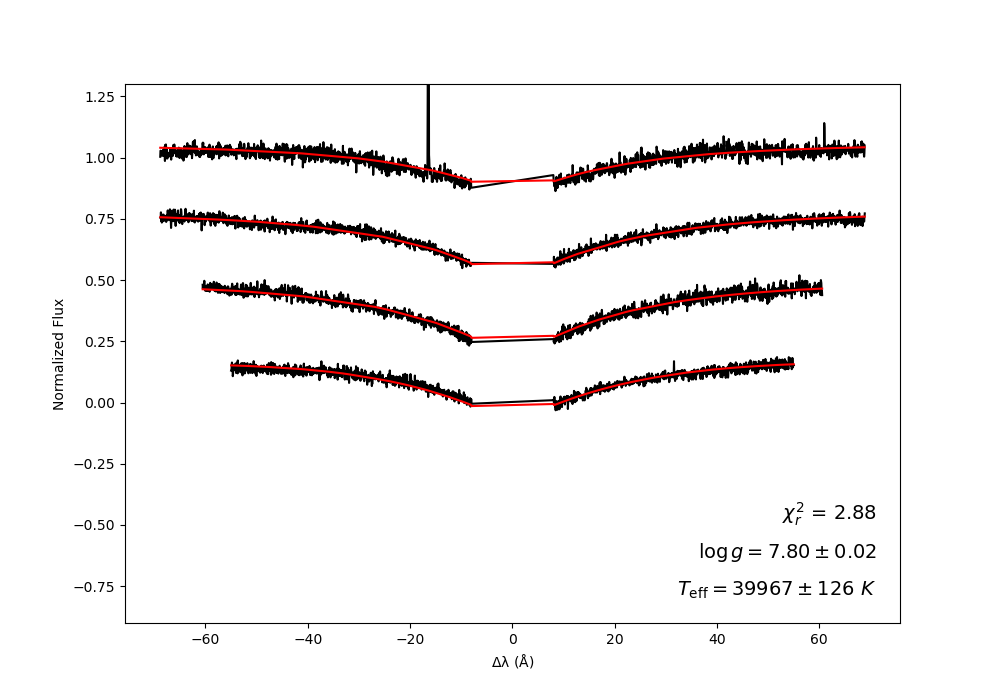 1.25
1.00
0.75
0.50
0.25
0.00
−0.25
−0.50
−0.75
Normalized Flux
χ²ᵣ = 2.88
log g = 7.80 ± 0.02
T_eff = 39967 ± 126 K
−60 −40 −20 0 20 40 60
Δλ (Å)